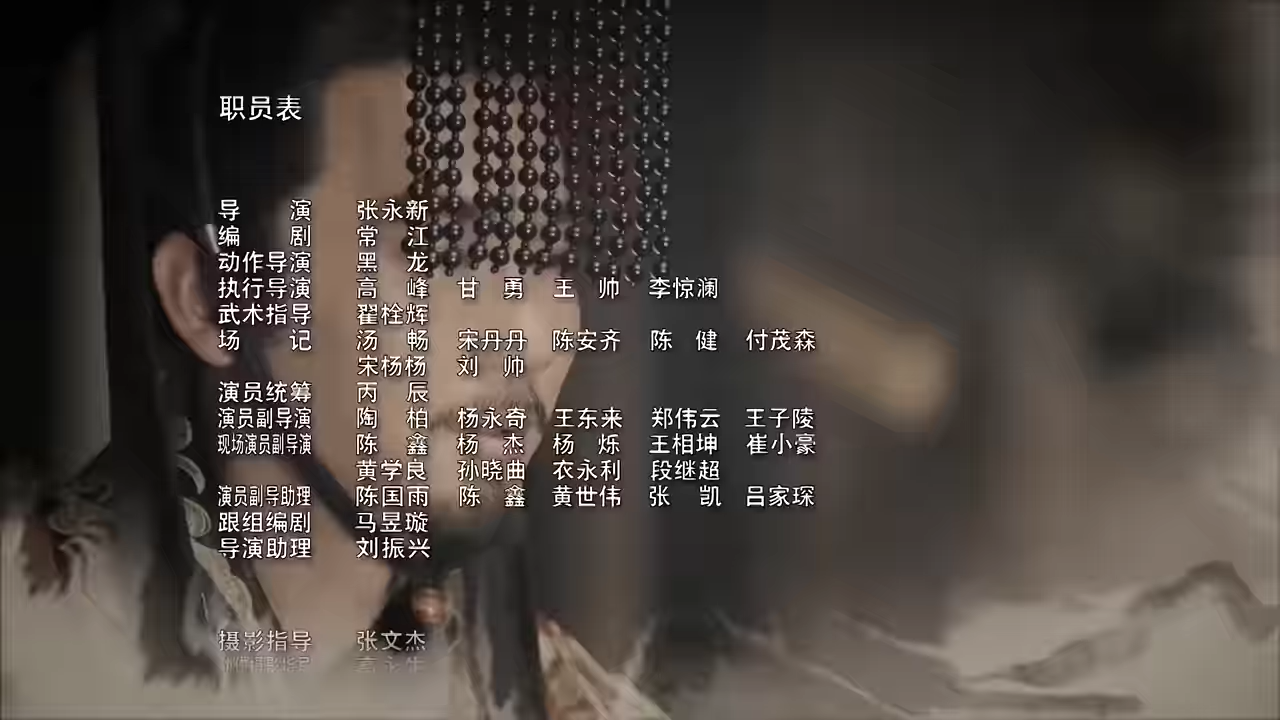 职员表
导 演 张永新
编 剧 常 江
动作导演 黑 龙
执行导演 高 峰 甘 勇 王 帅 李惊澜
武术指导 翟栓辉
场 记 汤 畅 宋丹丹 陈安齐 陈 健 付茂森
宋杨杨 刘 帅
演员统筹 丙 辰
演员副导演 陶 柏 杨永奇 王东来 郑伟云 王子陵
现场演员副导演 陈 鑫 杨 杰 杨 烁 王相坤 崔小豪
黄学良 孙晓曲 衣永利 段继超
演员副导助理 陈国雨 陈 鑫 黄世伟 张 凯 吕家琛
跟组编剧 马昱璇
导演助理 刘振兴
摄影指导 张文杰